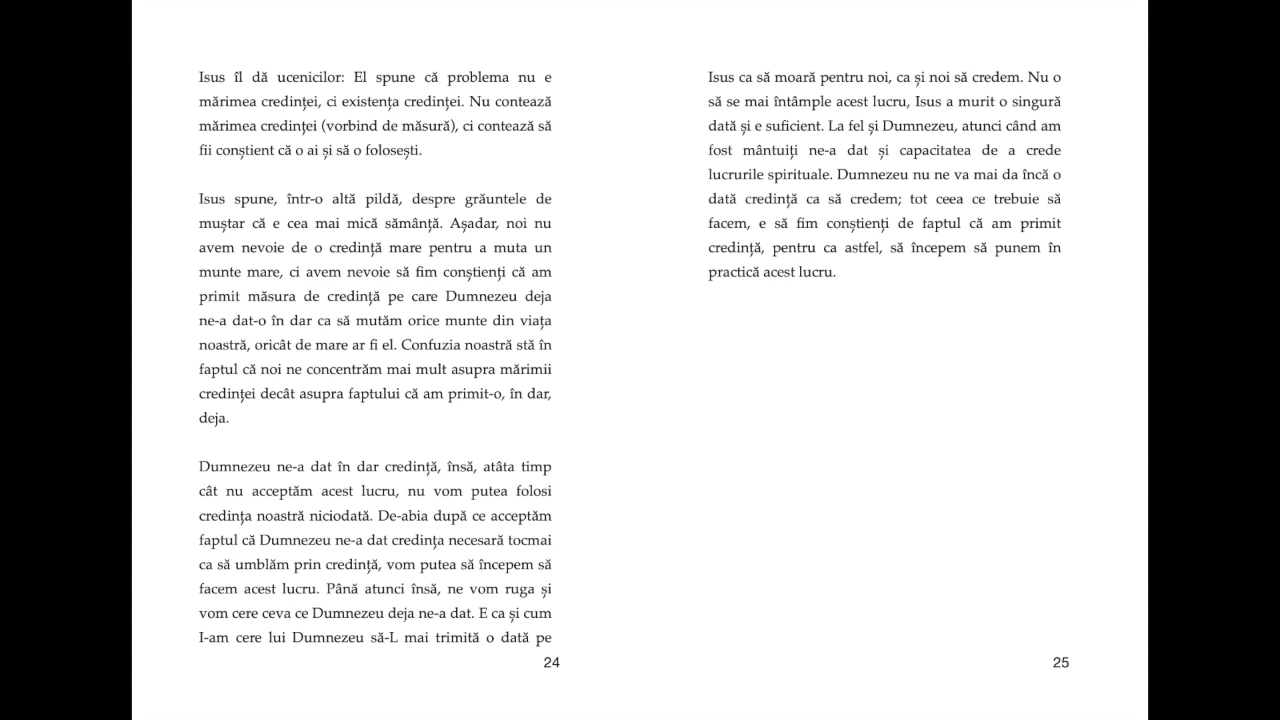 Isus îl dă ucenicilor: El spune că problema nu e
mărimea credinței, ci existența credinței. Nu contează
mărimea credinței (vorbind de măsură), ci contează să
fii conștient că o ai și să o folosești.
Isus spune, într-o altă pildă, despre grăuntele de
muștar că e cea mai mică sămânță. Așadar, noi nu
avem nevoie de o credință mare pentru a muta un
munte mare, ci avem nevoie să fim conștienți că am
primit măsura de credință pe care Dumnezeu deja
ne-a dat-o în dar ca să mutăm orice munte din viața
noastră, oricât de mare ar fi el. Confuzia noastră stă în
faptul că noi ne concentrăm mai mult asupra mărimii
credinței decât asupra faptului că am primit-o, în dar,
deja.
Dumnezeu ne-a dat în dar credință, însă, atâta timp
cât nu acceptăm acest lucru, nu vom putea folosi
credința noastră niciodată. De-abia după ce acceptăm
faptul că Dumnezeu ne-a dat credința necesară tocmai
ca să umblăm prin credință, vom putea să începem să
facem acest lucru. Până atunci însă, ne vom ruga și
vom cere ceva ce Dumnezeu deja ne-a dat. E ca și cum
I-am cere lui Dumnezeu să-L mai trimită o dată pe
24
Isus ca să moară pentru noi, ca și noi să credem. Nu o
să se mai întâmple acest lucru, Isus a murit o singură
dată și e suficient. La fel și Dumnezeu, atunci când am
fost mântuiți ne-a dat și capacitatea de a crede
lucrurile spirituale. Dumnezeu nu ne va mai da încă o
dată credință ca să credem; tot ceea ce trebuie să
facem, e să fim conștienți de faptul că am primit
credință, pentru ca astfel, să începem să punem în
practică acest lucru.
25